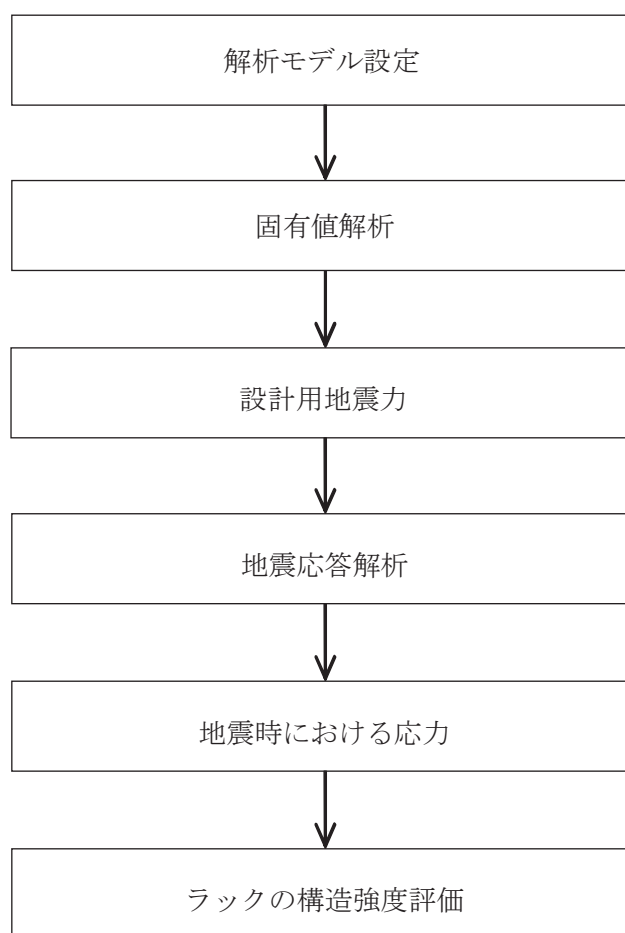 解析モデル設定
固有値解析
設計用地震力
地震応答解析
地震時における応力
ラックの構造強度評価